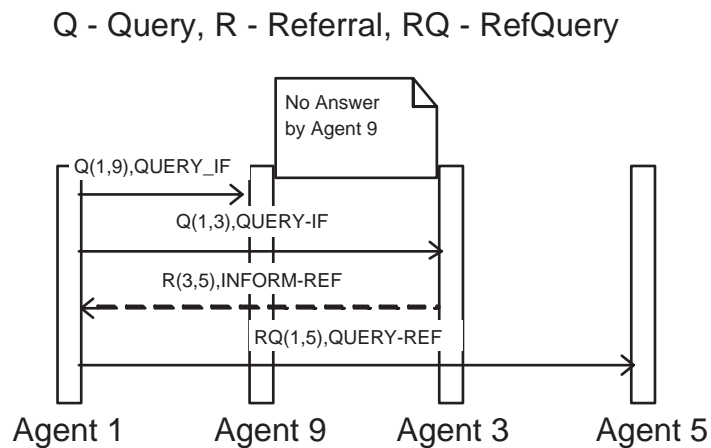 Q - Query, R - Referral, RQ - RefQuery
No Answer
by Agent 9
Q(1,9),QUERY_IF
Q(1,3),QUERY-IF
R(3,5),INFORM-REF
RQ(1,5),QUERY-REF
Agent 1
Agent 9
Agent 3
Agent 5